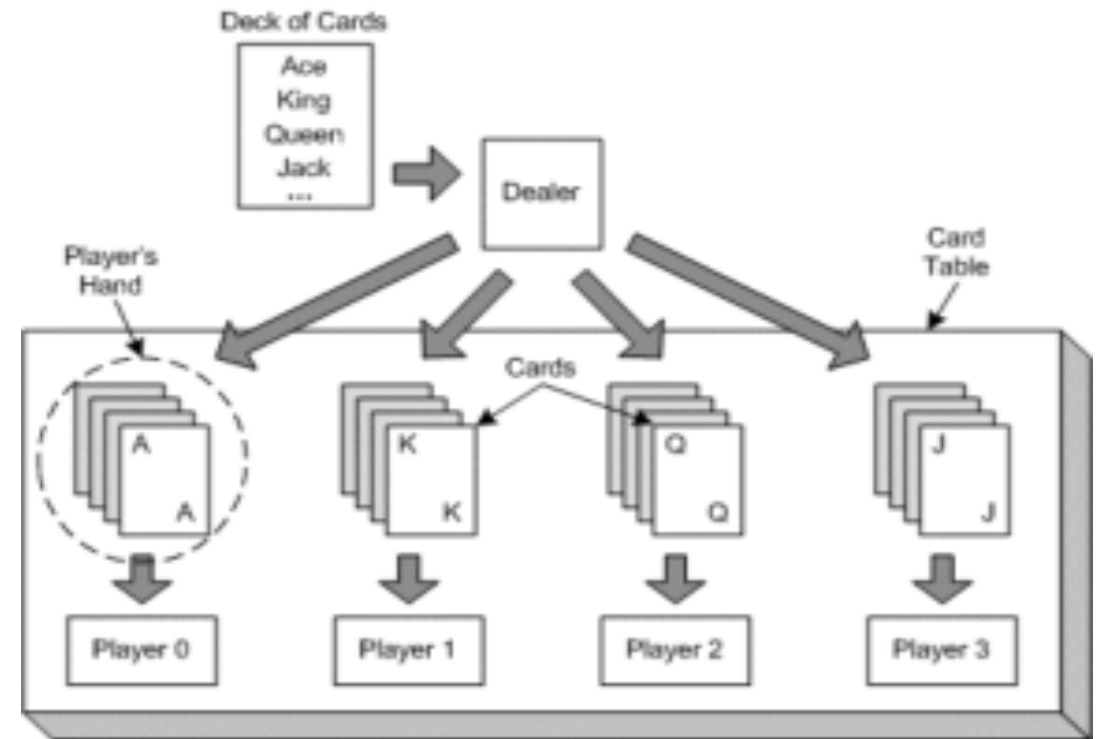 Deck of Cards
Ace
King
Queen
Jack
...
Dealer
Player's
Hand
Card
Table
Cards
A
A
K
K
Q
Q
J
J
Player 0
Player 1
Player 2
Player 3